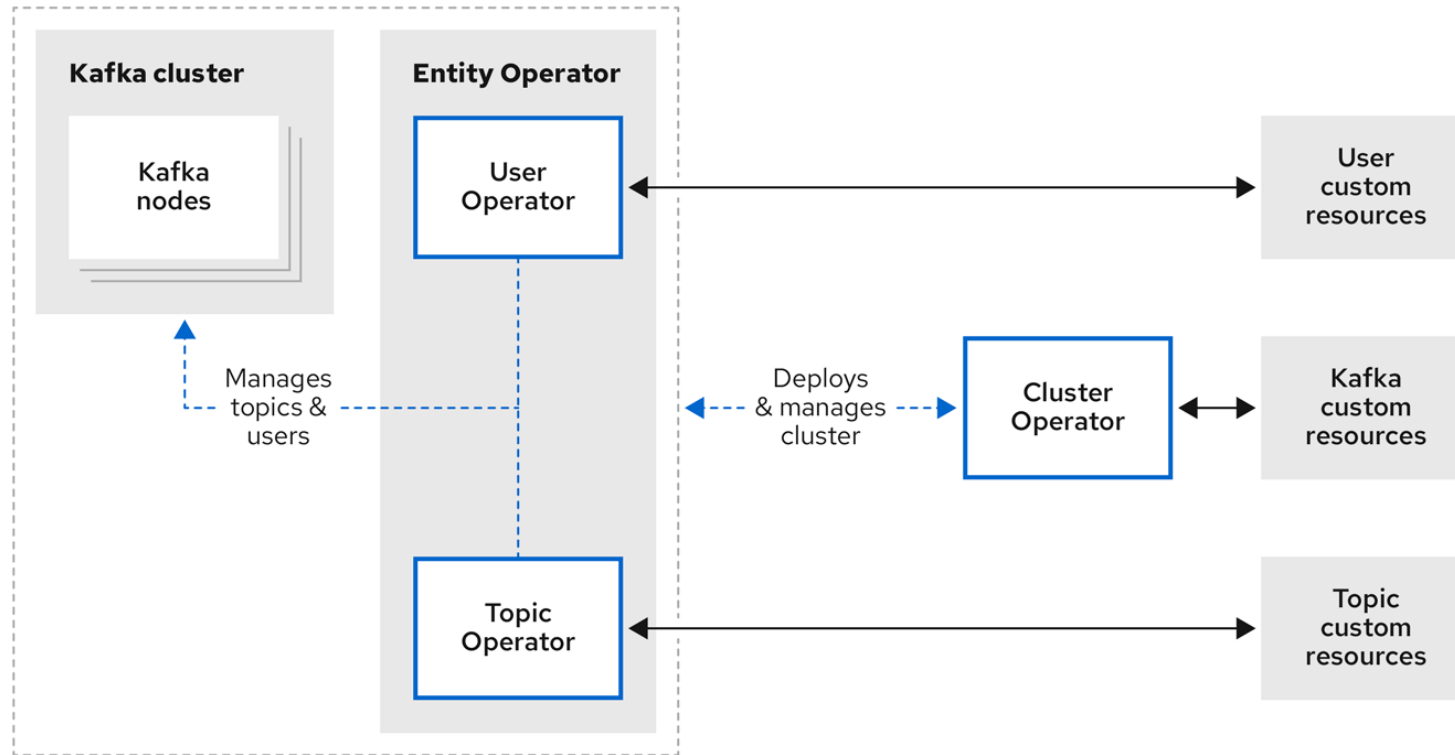 Kafka cluster
Kafka
nodes
Entity Operator
User
Operator
User
custom
resources
Manages
topics &
users
Deploys
& manages
cluster
Cluster
Operator
Kafka
custom
resources
Topic
Operator
Topic
custom
resources